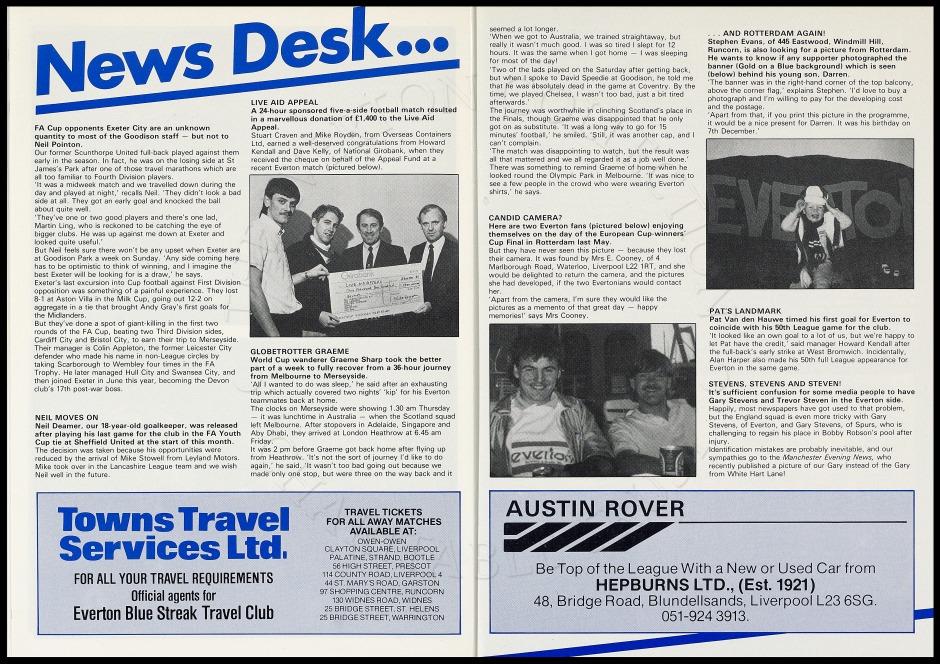 News Desk...
FA Cup opponents Exeter City are an unknown
quantity to most of the Goodison staff — but not to
Neil Pointon.
Our former Scunthorpe United full-back played against them
early in the season. In fact, he was on the losing side at St
James's Park after one of those travel marathons which are
all too familiar to Fourth Division players.
'It was a midweek match and we travelled down during the
day and played at night,' recalls Neil. 'They didn't look a bad
side at all. They got an early goal and knocked the ball
about quite well.
'They've one or two good players and there's one lad,
Martin Ling, who is reckoned to be catching the eye of
bigger clubs. He was up against me down at Exeter and
looked quite useful.'
But Neil feels sure there won't be any upset when Exeter are
at Goodison Park a week on Sunday. 'Any side coming here
has to be optimistic to think of winning, and I imagine the
best Exeter will be looking for is a draw,' he says.
Exeter's last excursion into Cup football against First Division
opposition was something of a painful experience. They lost
8-1 at Aston Villa in the Milk Cup, going out 12-2 on
aggregate in a tie that brought Andy Gray's first goals for
the Midlanders.
But they've done a spot of giant-killing in the first two
rounds of the FA Cup, beating two Third Division sides,
Cardiff City and Bristol City, to earn their trip to Merseyside.
Their manager is Colin Appleton, the former Leicester City
defender who made his name in non-League circles by
taking Scarborough to Wembley four times in the FA
Trophy. He later managed Hull City and Swansea City, and
then joined Exeter in June this year, becoming the Devon
club's 17th post-war boss.
NEIL MOVES ON
Neil Deamer, our 18-year-old goalkeeper, was released
after playing his last game for the club in the FA Youth
Cup tie at Sheffield United at the start of this month.
The decision was taken because his opportunities were
reduced by the arrival of Mike Stowell from Leyland Motors.
Mike took over in the Lancashire League team and we wish
Neil well in the future.
LIVE AID APPEAL
A 24-hour sponsored five-a-side football match resulted
in a marvellous donation of £1,400 to the Live Aid
Appeal.
Stuart Craven and Mike Royden, from Overseas Containers
Ltd, earned a well-deserved congratulations from Howard
Kendall and Dave Kelly, of National Girobank, when they
received the cheque on behalf of the Appeal Fund at a
recent Everton match (pictured below).
Girobank
GLOBETROTTER GRAEME
World Cup wanderer Graeme Sharp took the better
part of a week to fully recover from a 36-hour journey
from Melbourne to Merseyside.
'All I wanted to do was sleep,' he said after an exhausting
trip which actually covered two nights' 'kip' for his Everton
teammates back at home.
The clocks on Merseyside were showing 1.30 am Thursday
— it was lunchtime in Australia — when the Scotland squad
left Melbourne. After stopovers in Adelaide, Singapore and
Abu Dhabi, they arrived at London Heathrow at 6.45 am
Friday.
It was 2 pm before Graeme got back home after flying up
from Heathrow. 'It's not the sort of journey I'd like to do
again,' he said. 'It wasn't too bad going out because we
made only one stop, but there were three on the way back and it
seemed a lot longer.
'When we got to Australia, we trained straightaway, but
really it wasn't much good. I was so tired I slept for 12
hours. It was the same when I got home — I was sleeping
for most of the day!
'Two of the lads played on the Saturday after getting back,
but when I spoke to David Speedie at Goodison, he told me
that he was absolutely dead in the game at Coventry. By the
time, we played Chelsea, I wasn't too bad, just a bit tired
afterwards.'
The journey was worthwhile in clinching Scotland's place in
the Finals, though Graeme was disappointed that he only
got on as substitute. 'It was a long way to go for 15
minutes' football,' he smiled. 'Still, it was another cap, and I
can't complain.
'The match was disappointing to watch, but the result was
all that mattered and we all regarded it as a job well done.'
There was something to remind Graeme of home when he
looked round the Olympic Park in Melbourne. 'It was nice to
see a few people in the crowd who were wearing Everton
shirts,' he says.
CANDID CAMERA?
Here are two Everton fans (pictured below) enjoying
themselves on the day of the European Cup-winners'
Cup Final in Rotterdam last May.
But they have never seen this picture — because they lost
their camera. It was found by Mrs E. Cooney, of 4
Marlborough Road, Waterloo, Liverpool L22 1RT, and she
would be delighted to return the camera, and the pictures
she had developed, if the two Evertonians would contact
her.
'Apart from the camera, I'm sure they would like the
pictures as a memento of that great day — happy
memories!' says Mrs Cooney.
everton
. . . AND ROTTERDAM AGAIN!
Stephen Evans, of 445 Eastwood, Windmill Hill,
Runcorn, is also looking for a picture from Rotterdam.
He wants to know if any supporter photographed the
banner (Gold on a Blue background) which is seen
(below) behind his young son, Darren.
'The banner was in the right-hand corner of the top balcony,
above the corner flag,' explains Stephen. 'I'd love to buy a
photograph and I'm willing to pay for the developing cost
and the postage.
'Apart from that, if you print this picture in the programme,
it would be a nice present for Darren. It was his birthday on
7th December.'
EVERTON
PAT'S LANDMARK
Pat Van den Hauwe timed his first goal for Everton to
coincide with his 50th League game for the club.
'It looked like an own goal to a lot of us, but we're happy to
let Pat have the credit,' said manager Howard Kendall after
the full-back's early strike at West Bromwich. Incidentally,
Alan Harper also made his 50th full League appearance for
Everton in the same game.
STEVENS, STEVENS AND STEVEN!
It's sufficient confusion for some media people to have
Gary Stevens and Trevor Steven in the Everton side.
Happily, most newspapers have got used to that problem,
but the England squad is even more tricky with Gary
Stevens, of Everton, and Gary Stevens, of Spurs, who is
challenging to regain his place in Bobby Robson's pool after
injury.
Identification mistakes are probably inevitable, and our
sympathies go to the Manchester Evening News, who
recently published a picture of our Gary instead of the Gary
from White Hart Lane!
Towns Travel
Services Ltd.
FOR ALL YOUR TRAVEL REQUIREMENTS
Official agents for
Everton Blue Streak Travel Club
TRAVEL TICKETS
FOR ALL AWAY MATCHES
AVAILABLE AT:
OWEN-OWEN
CLAYTON SQUARE, LIVERPOOL
PALATINE, STRAND, BOOTLE
56 HIGH STREET, PRESCOT
114 COUNTY ROAD, LIVERPOOL 4
44 ST. MARY'S ROAD, GARSTON
97 SHOPPING CENTRE, RUNCORN
130 WIDNES ROAD, WIDNES
25 BRIDGE STREET, ST. HELENS
25 BRIDGE STREET, WARRINGTON
AUSTIN ROVER
Be Top of the League With a New or Used Car from
HEPBURNS LTD., (Est. 1921)
48, Bridge Road, Blundellsands, Liverpool L23 6SG.
051-924 3913.